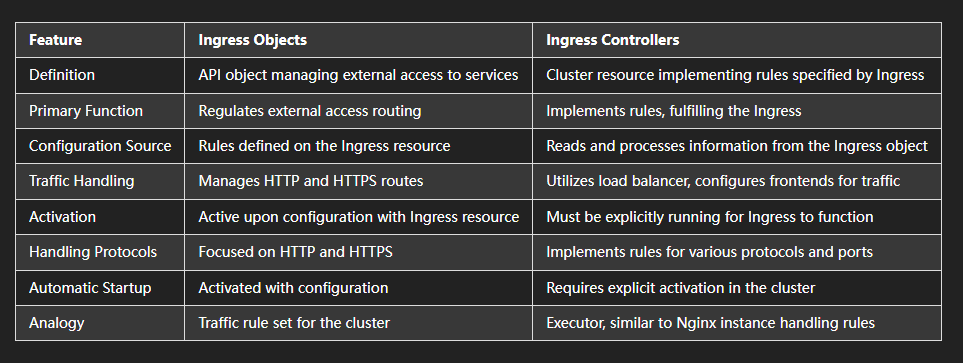 Feature Ingress Objects Ingress Controllers
Definition API object managing external access to services Cluster resource implementing rules specified by Ingress
Primary Function Regulates external access routing Implements rules, fulfilling the Ingress
Configuration Source Rules defined on the Ingress resource Reads and processes information from the Ingress object
Traffic Handling Manages HTTP and HTTPS routes Utilizes load balancer, configures frontends for traffic
Activation Active upon configuration with Ingress resource Must be explicitly running for Ingress to function
Handling Protocols Focused on HTTP and HTTPS Implements rules for various protocols and ports
Automatic Startup Activated with configuration Requires explicit activation in the cluster
Analogy Traffic rule set for the cluster Executor, similar to Nginx instance handling rules